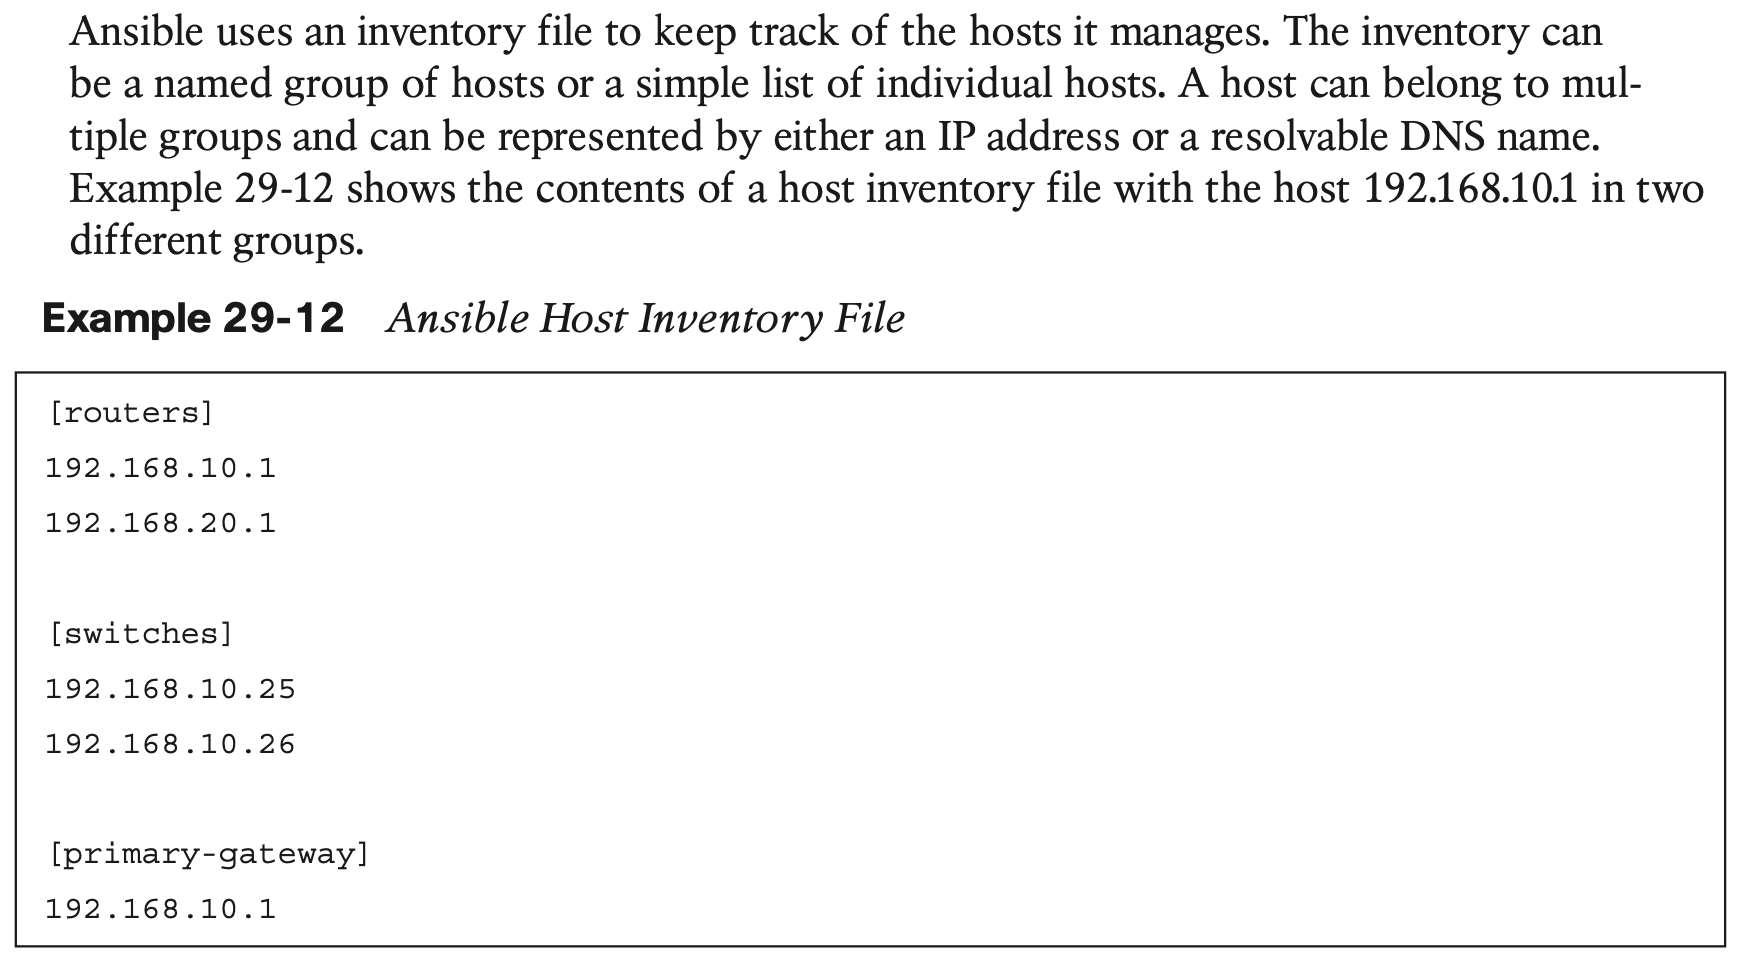 Ansible uses an inventory file to keep track of the hosts it manages. The inventory can
be a named group of hosts or a simple list of individual hosts. A host can belong to mul-
tiple groups and can be represented by either an IP address or a resolvable DNS name.
Example 29-12 shows the contents of a host inventory file with the host 192.168.10.1 in two
different groups.
Example 29-12 Ansible Host Inventory File
[routers]
192.168.10.1
192.168.20.1
[switches]
192.168.10.25
192.168.10.26
[primary-gateway]
192.168.10.1